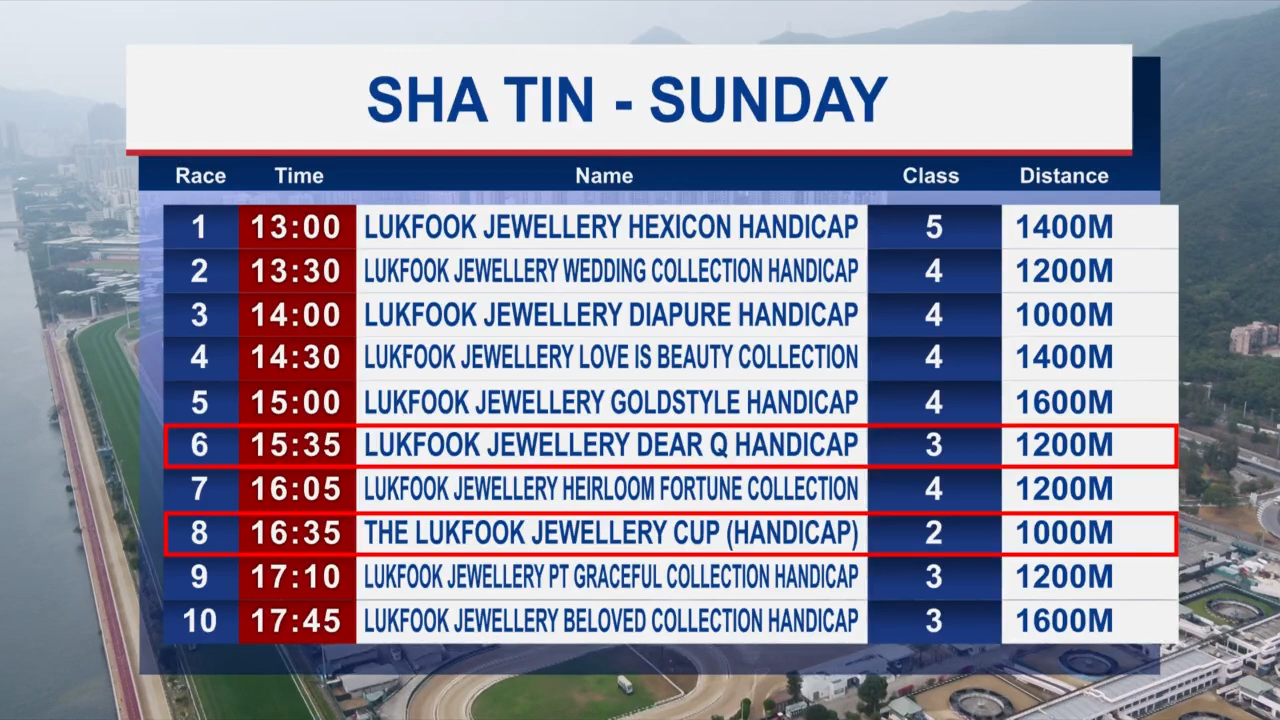 SHA TIN - SUNDAY
Race Time Name Class Distance
1 13:00 LUKFOOK JEWELLERY HEXICON HANDICAP 5 1400M
2 13:30 LUKFOOK JEWELLERY WEDDING COLLECTION HANDICAP 4 1200M
3 14:00 LUKFOOK JEWELLERY DIAPURE HANDICAP 4 1000M
4 14:30 LUKFOOK JEWELLERY LOVE IS BEAUTY COLLECTION 4 1400M
5 15:00 LUKFOOK JEWELLERY GOLDSTYLE HANDICAP 4 1600M
6 15:35 LUKFOOK JEWELLERY DEAR Q HANDICAP 3 1200M
7 16:05 LUKFOOK JEWELLERY HEIRLOOM FORTUNE COLLECTION 4 1200M
8 16:35 THE LUKFOOK JEWELLERY CUP (HANDICAP) 2 1000M
9 17:10 LUKFOOK JEWELLERY PT GRACEFUL COLLECTION HANDICAP 3 1200M
10 17:45 LUKFOOK JEWELLERY BELOVED COLLECTION HANDICAP 3 1600M